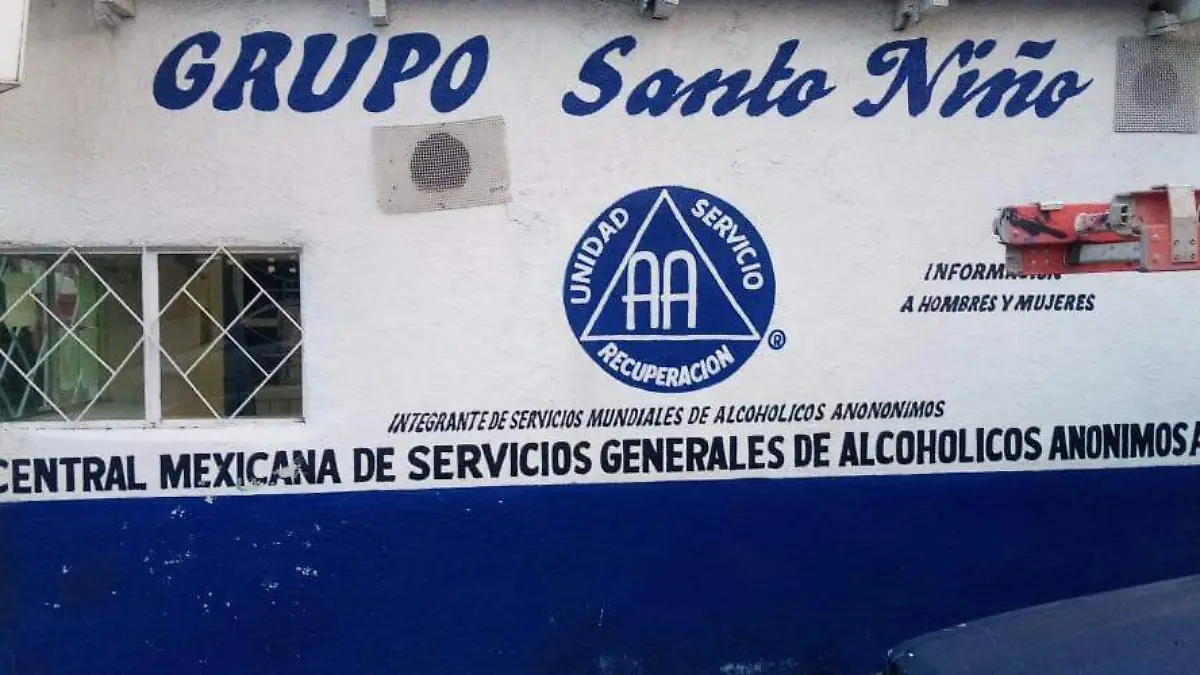 GRUPO Santo Niño
UNIDAD SERVICIO
AA
RECUPERACION ®
INFORMACION
A HOMBRES Y MUJERES
INTEGRANTE DE SERVICIOS MUNDIALES DE ALCOHOLICOS ANONONIMOS
CENTRAL MEXICANA DE SERVICIOS GENERALES DE ALCOHOLICOS ANONIMOS A